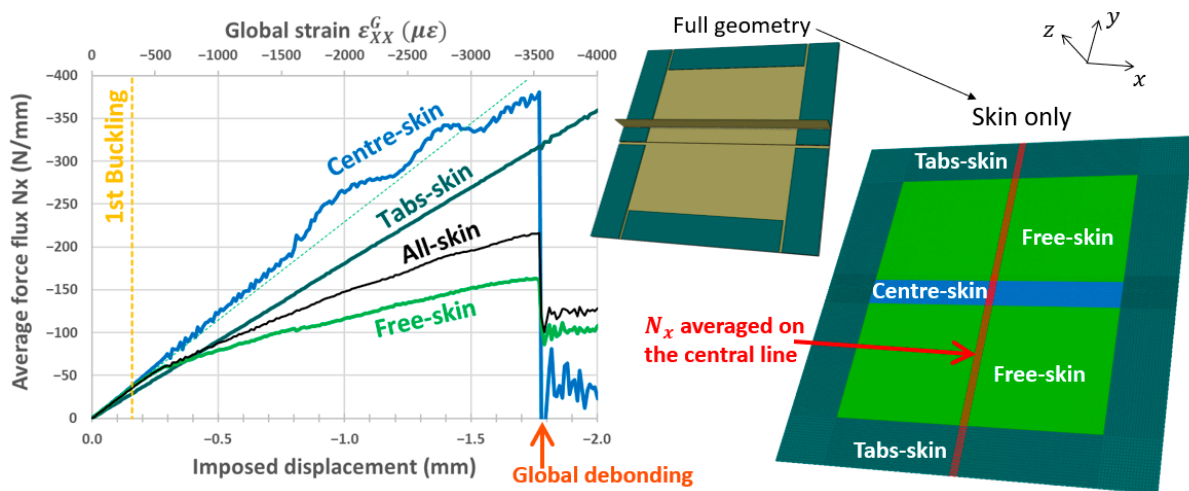 Global strain ε_XX^G (με)
0 −500 −1000 −1500 −2000 −2500 −3000 −3500 −4000
−400
−350
−300
−250
−200
−150
−100
−50
0
Average force flux Nx (N/mm)
1st Buckling
Centre-skin
Tabs-skin
All-skin
Free-skin
0.0 −0.5 −1.0 −1.5 −2.0
Imposed displacement (mm)
Global debonding
Full geometry
Skin only
z y x
Tabs-skin
Free-skin
Centre-skin
N_x averaged on
the central line
Free-skin
Tabs-skin